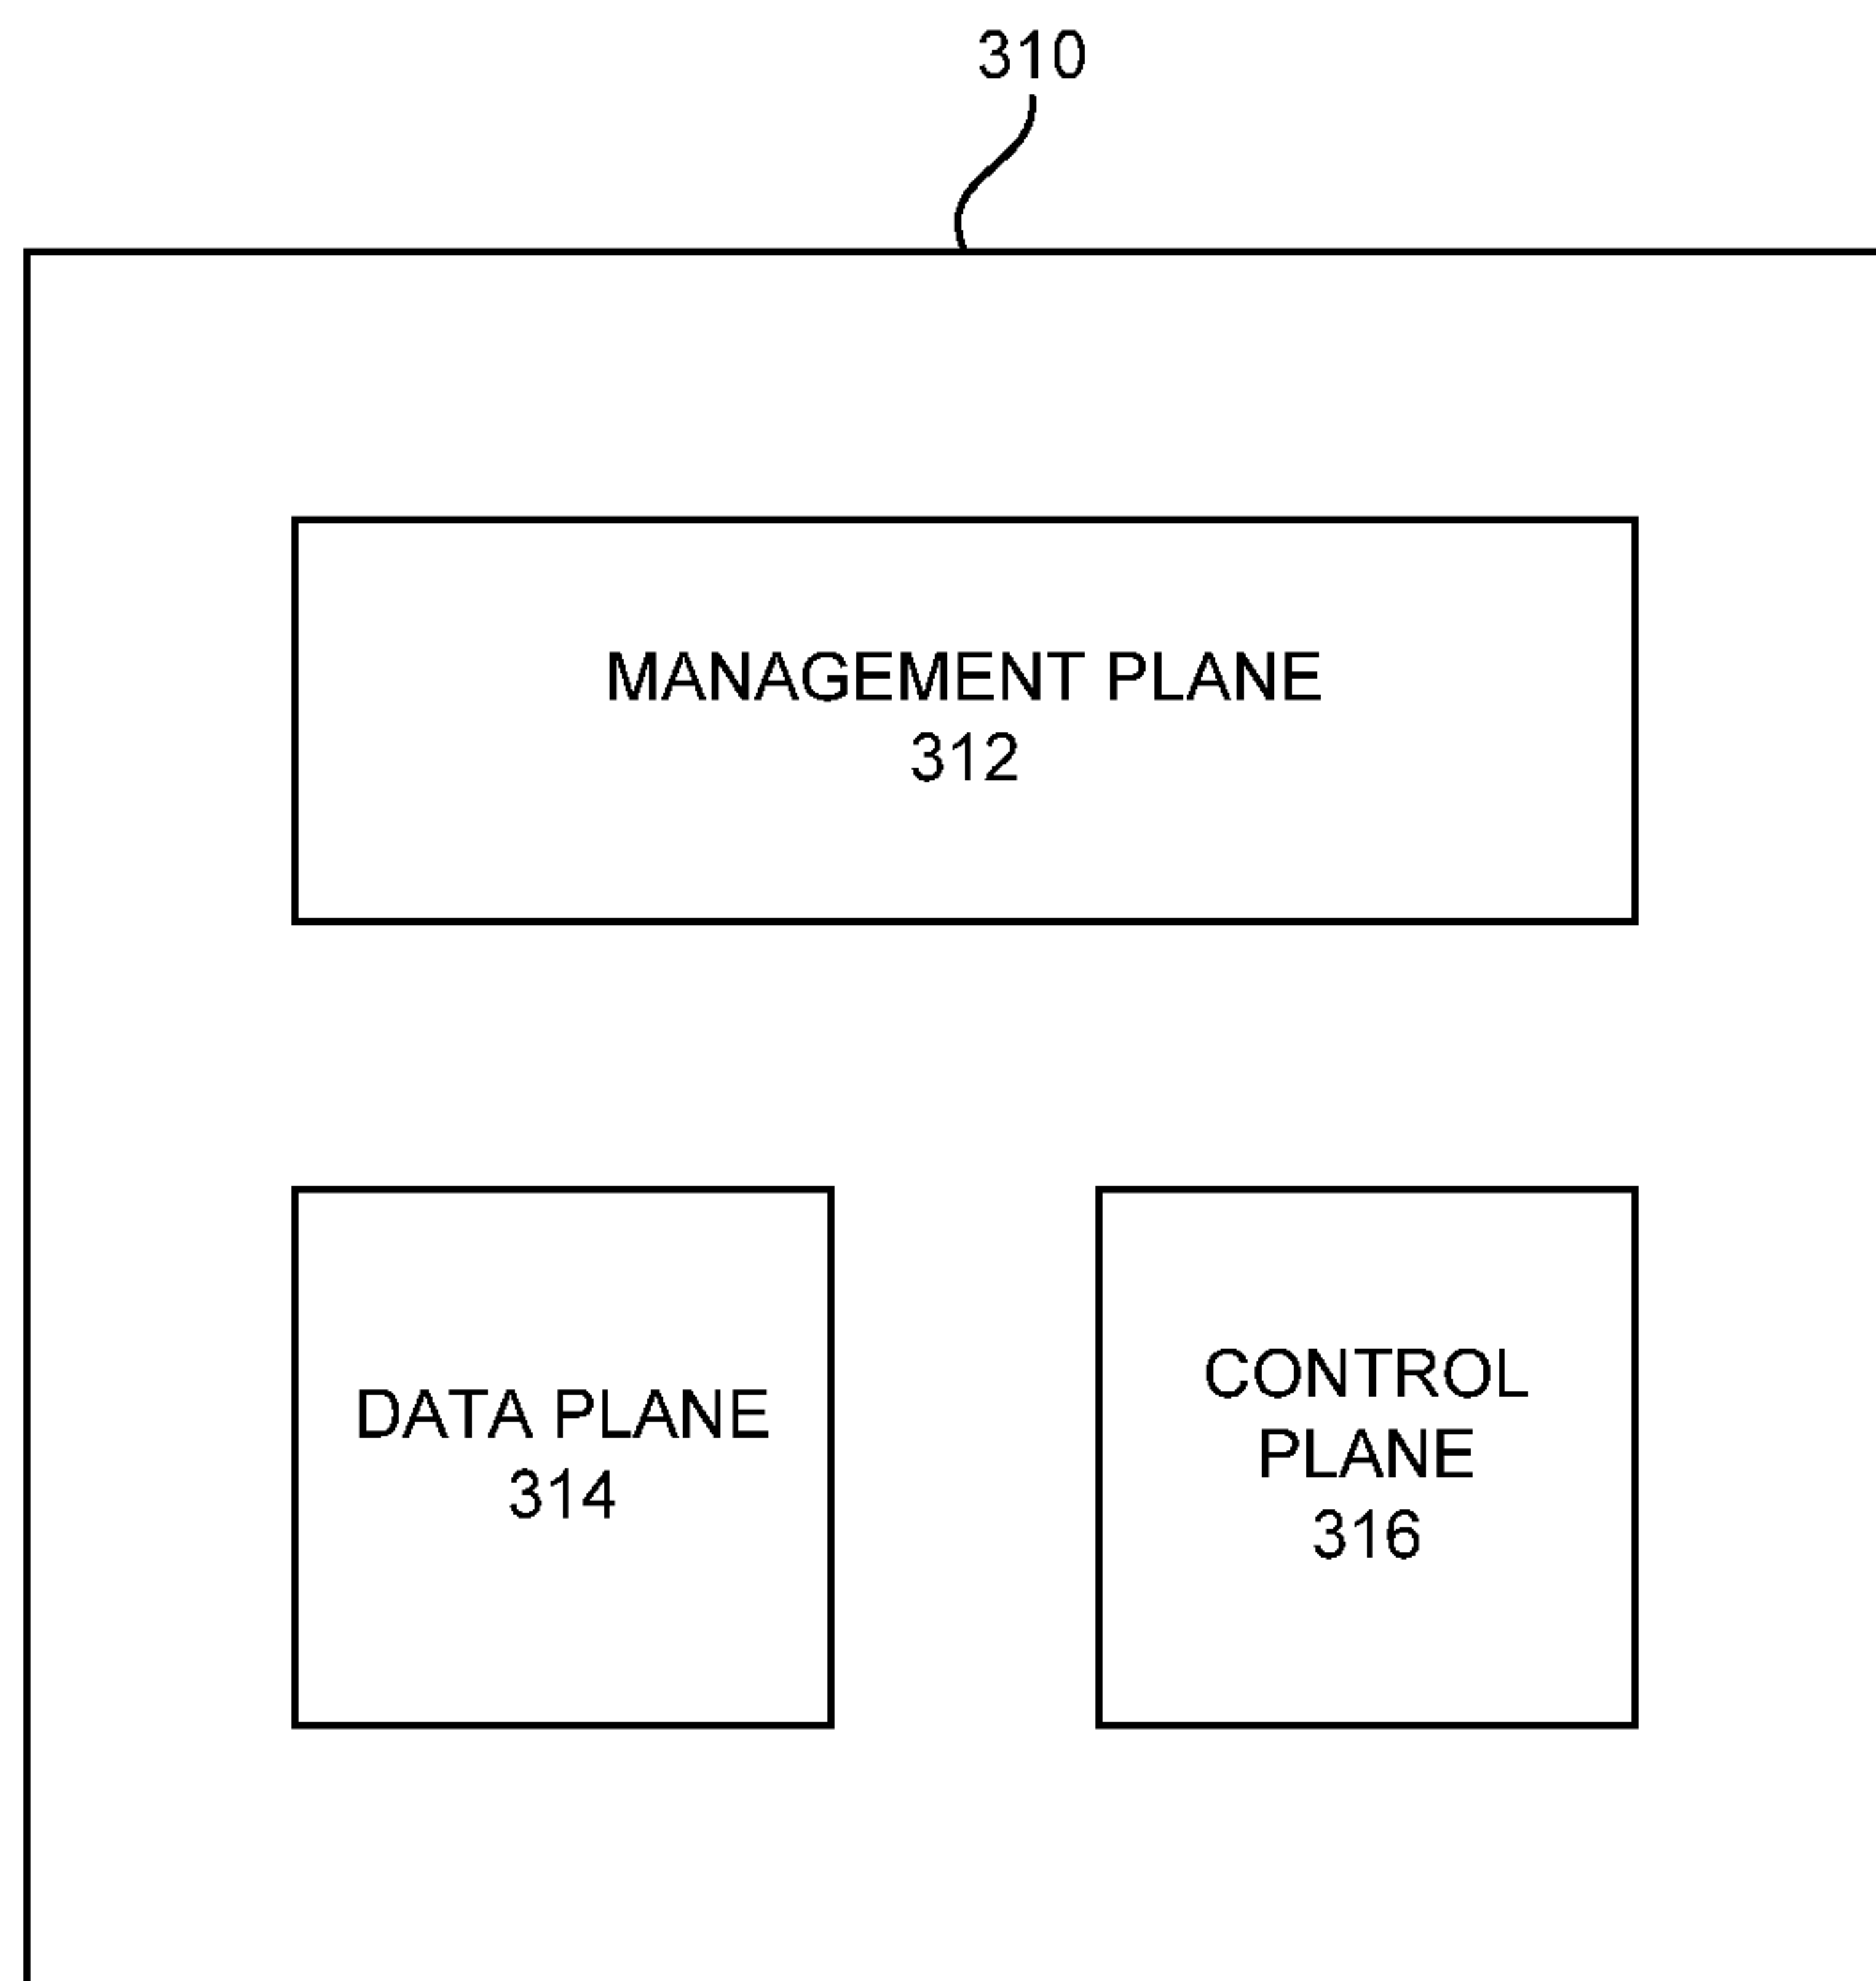 310
MANAGEMENT PLANE
312
DATA PLANE
314
CONTROL
PLANE
316